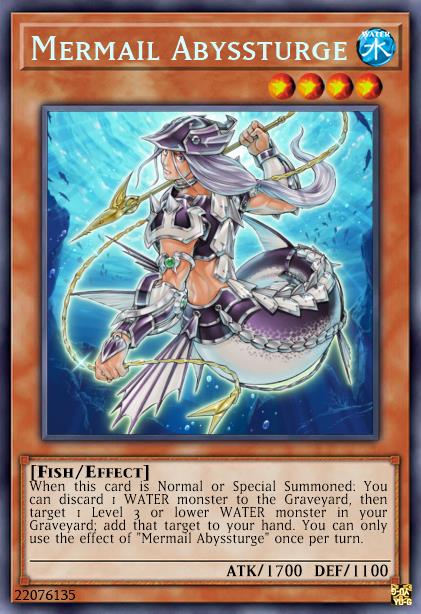 MERMAIL ABYSSTURGE
WATER
水
[FISH/EFFECT]
When this card is Normal or Special Summoned: You
can discard 1 WATER monster to the Graveyard, then
target 1 Level 3 or lower WATER monster in your
Graveyard; add that target to your hand. You can only
use the effect of "Mermail Abyssturge" once per turn.
ATK/1700 DEF/1100
22076135